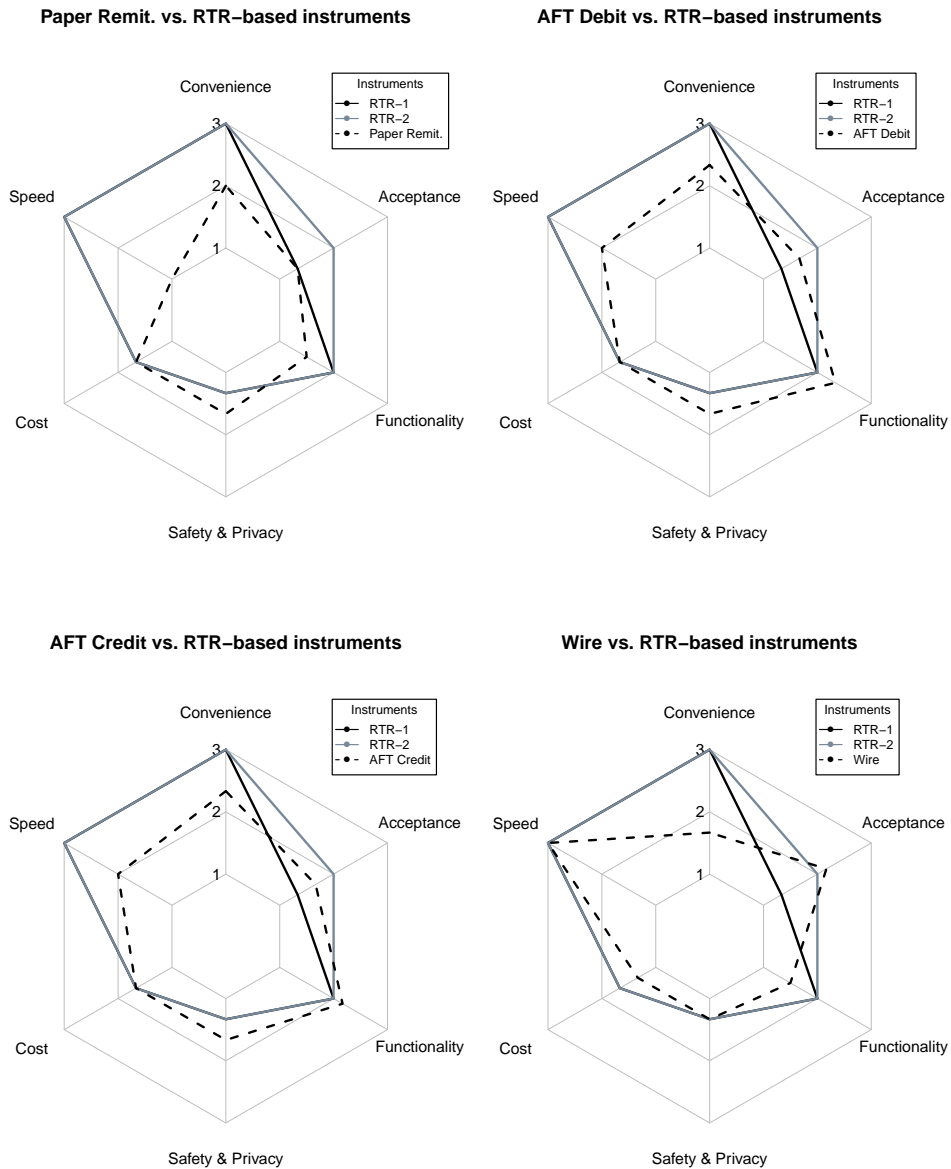 Paper Remit. vs. RTR−based instruments
Convenience
Instruments
RTR−1
RTR−2
Paper Remit.
3
Speed
2
Acceptance
1
Cost
Functionality
Safety & Privacy
AFT Debit vs. RTR−based instruments
Convenience
Instruments
RTR−1
RTR−2
AFT Debit
3
Speed
2
Acceptance
1
Cost
Functionality
Safety & Privacy
AFT Credit vs. RTR−based instruments
Convenience
Instruments
RTR−1
RTR−2
AFT Credit
3
Speed
2
Acceptance
1
Cost
Functionality
Safety & Privacy
Wire vs. RTR−based instruments
Convenience
Instruments
RTR−1
RTR−2
Wire
3
Speed
2
Acceptance
1
Cost
Functionality
Safety & Privacy